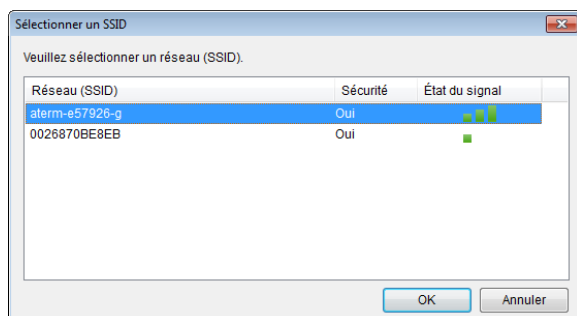 Sélectionner un SSID
Veuillez sélectionner un réseau (SSID).
Réseau (SSID) Sécurité État du signal
aterm-e57926-g Oui
0026870BE8EB Oui
OK Annuler